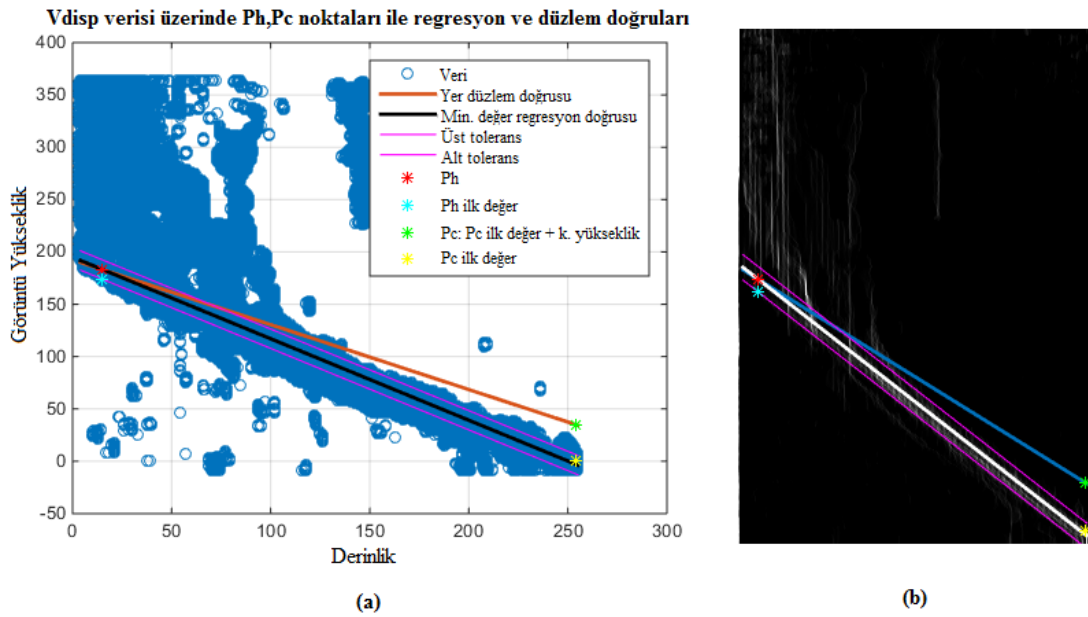 Vdisp verisi üzerinde Ph,Pc noktaları ile regresyon ve düzlem doğruları
400
350
300
250
200
150
100
50
0
-50
Görüntü Yükseklik
Veri
Yer düzlem doğrusu
Min. değer regresyon doğrusu
Üst tolerans
Alt tolerans
Ph
Ph ilk değer
Pc: Pc ilk değer + k. yükseklik
Pc ilk değer
0 50 100 150 200 250 300
Derinlik
(a)
(b)